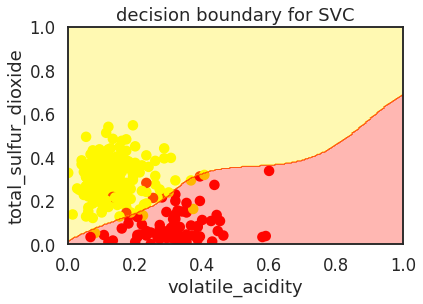 decision boundary for SVC
total_sulfur_dioxide
1.0
0.8
0.6
0.4
0.2
0.0
0.0 0.2 0.4 0.6 0.8 1.0
volatile_acidity